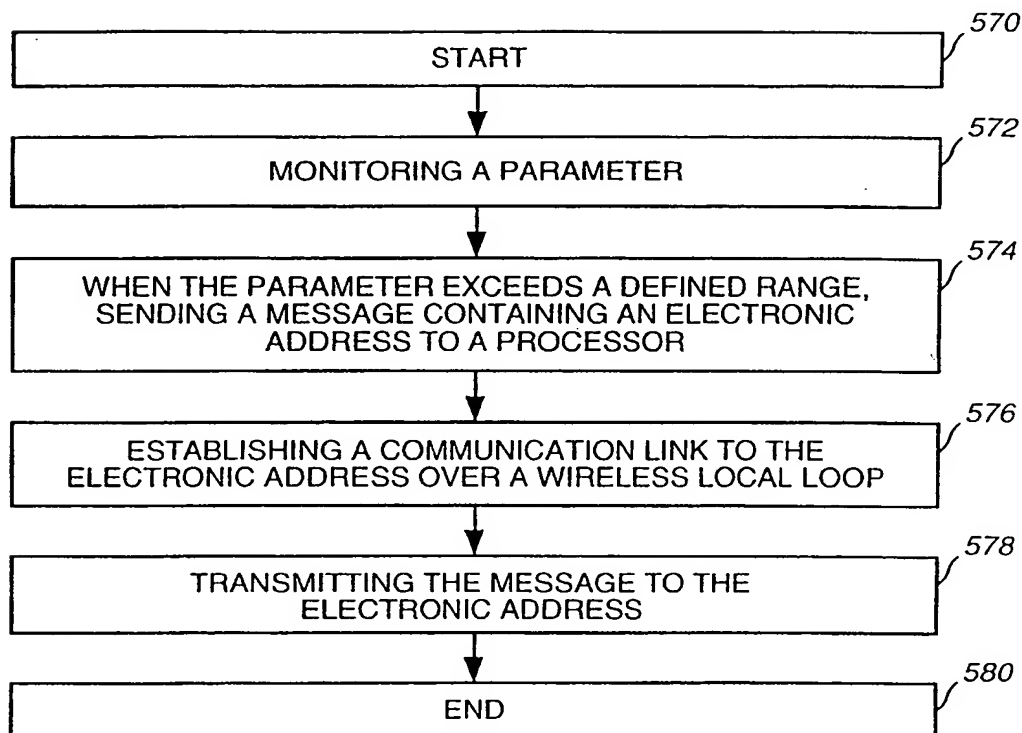 570
START
572
MONITORING A PARAMETER
574
WHEN THE PARAMETER EXCEEDS A DEFINED RANGE,
SENDING A MESSAGE CONTAINING AN ELECTRONIC
ADDRESS TO A PROCESSOR
576
ESTABLISHING A COMMUNICATION LINK TO THE
ELECTRONIC ADDRESS OVER A WIRELESS LOCAL LOOP
578
TRANSMITTING THE MESSAGE TO THE
ELECTRONIC ADDRESS
580
END